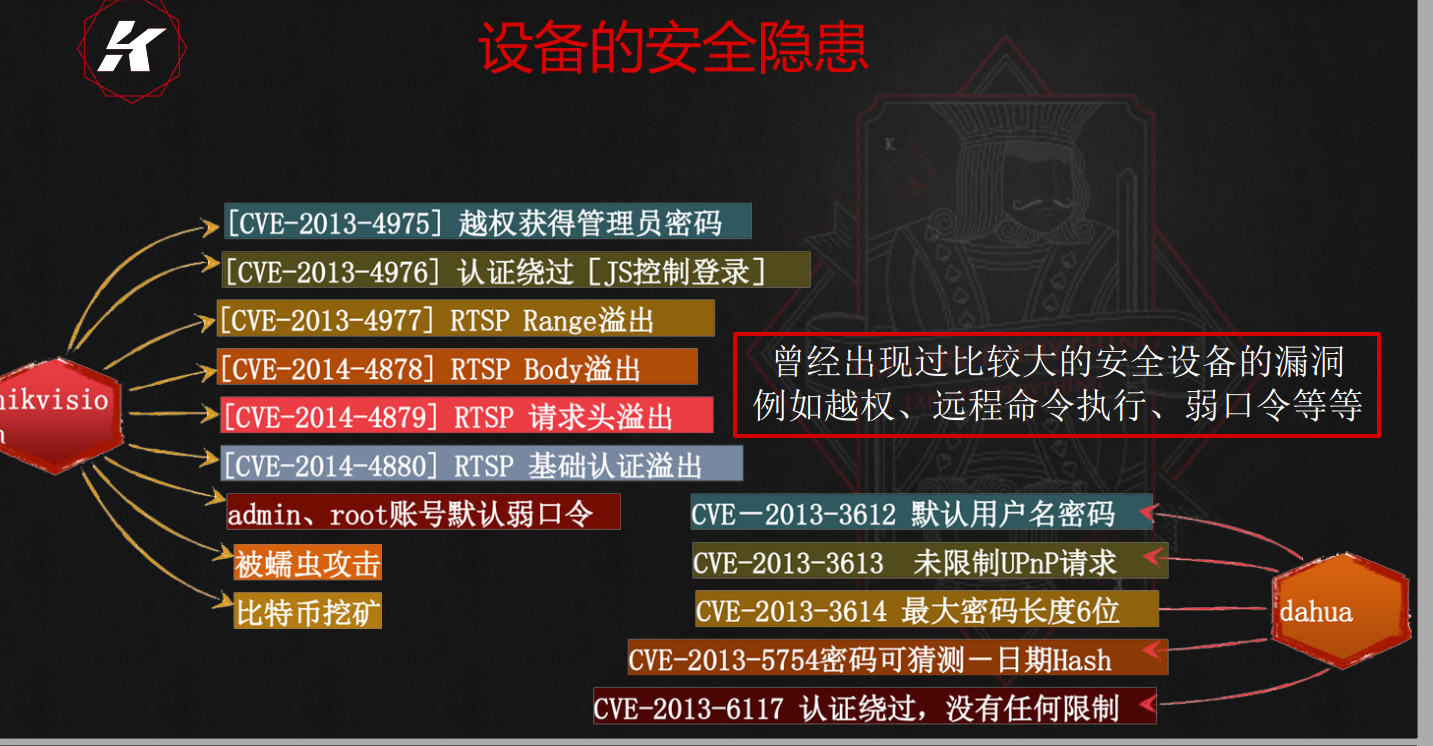 设备的安全隐患
[CVE-2013-4975] 越权获得管理员密码
[CVE-2013-4976] 认证绕过[JS控制登录]
[CVE-2013-4977] RTSP Range溢出
[CVE-2014-4878] RTSP Body溢出
[CVE-2014-4879] RTSP 请求头溢出
[CVE-2014-4880] RTSP 基础认证溢出
admin、root账号默认弱口令
被蠕虫攻击
比特币挖矿
hikvisio
n
曾经出现过比较大的安全设备的漏洞
例如越权、远程命令执行、弱口令等等
CVE-2013-3612 默认用户名密码
CVE-2013-3613 未限制UPnP请求
CVE-2013-3614 最大密码长度6位
CVE-2013-5754密码可猜测-日期Hash
CVE-2013-6117 认证绕过，没有任何限制
dahua
K